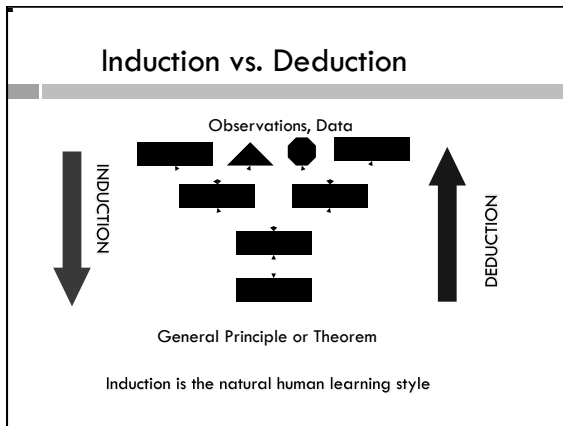 Induction vs. Deduction
Observations, Data
INDUCTION
DEDUCTION
General Principle or Theorem
Induction is the natural human learning style